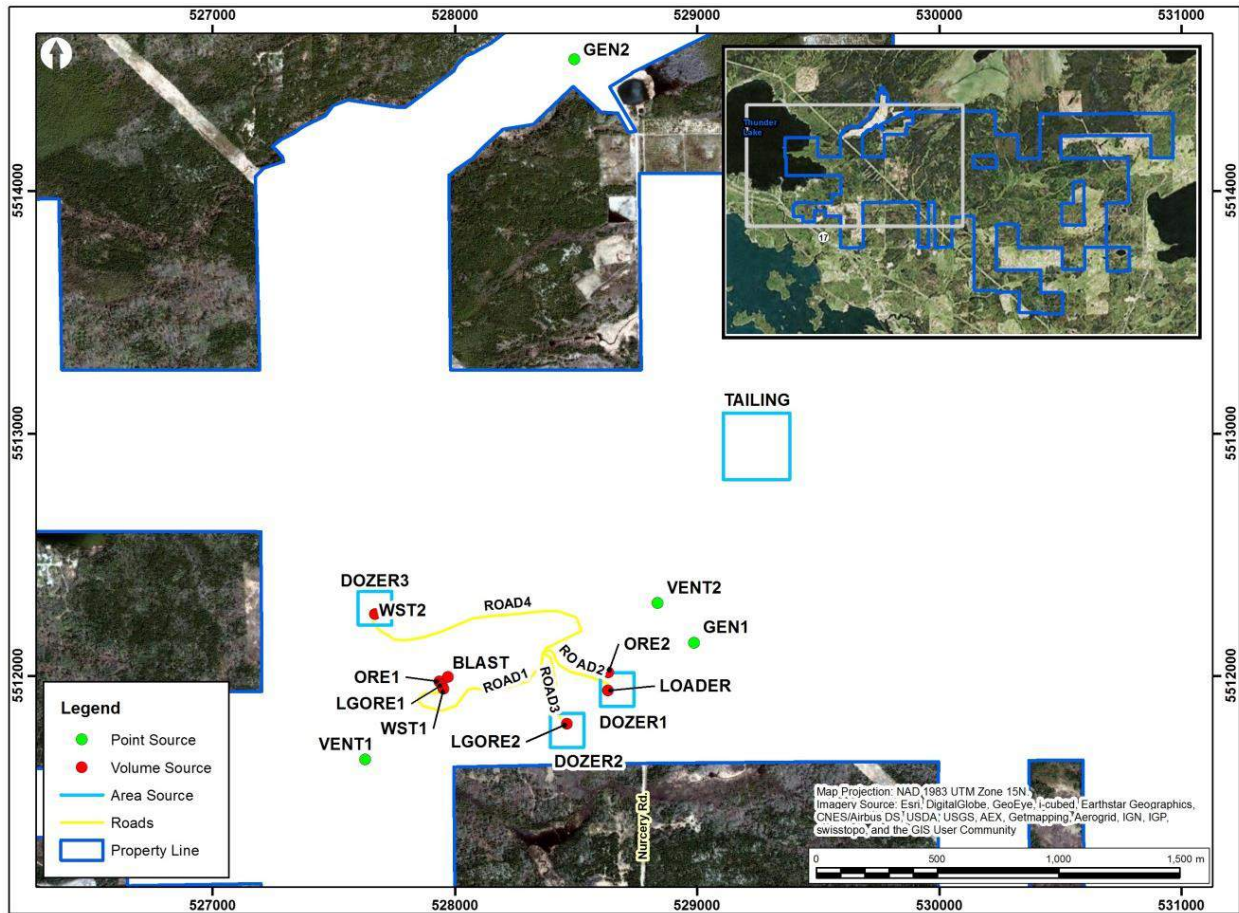 527000 528000 529000 530000 531000
GEN2
Thunder
Lake
17
5514000
5514000
TAILING
5513000
5513000
DOZER3
WST2
ROAD4
VENT2
GEN1
ORE2
BLAST
ORE1
ROAD1
ROAD2
ROAD3
LOADER
LGORE1
WST1
DOZER1
LGORE2
VENT1
DOZER2
5512000
5512000
Nurcery Rd.
Legend
Point Source
Volume Source
Area Source
Roads
Property Line
Map Projection: NAD 1983 UTM Zone 15N
Imagery Source: Esri, DigitalGlobe, GeoEye, i-cubed, Earthstar Geographics,
CNES/Airbus DS, USDA, USGS, AEX, Getmapping, Aerogrid, IGN, IGP,
swisstopo, and the GIS User Community
0 500 1,000 1,500 m
527000 528000 529000 530000 531000